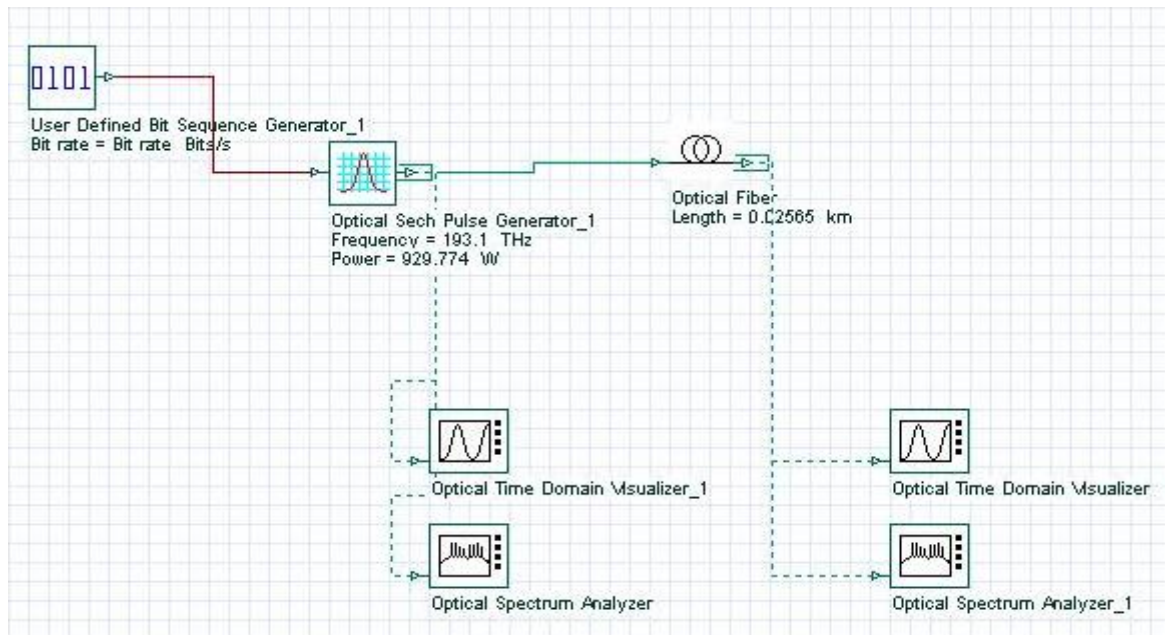 0101
User Defined Bit Sequence Generator_1
Bit rate = Bit rate Bits/s
Optical Sech Pulse Generator_1
Frequency = 193.1 THz
Power = 929.774 W
Optical Fiber
Length = 0.02565 km
Optical Time Domain Visualizer_1
Optical Time Domain Visualizer
Optical Spectrum Analyzer
Optical Spectrum Analyzer_1